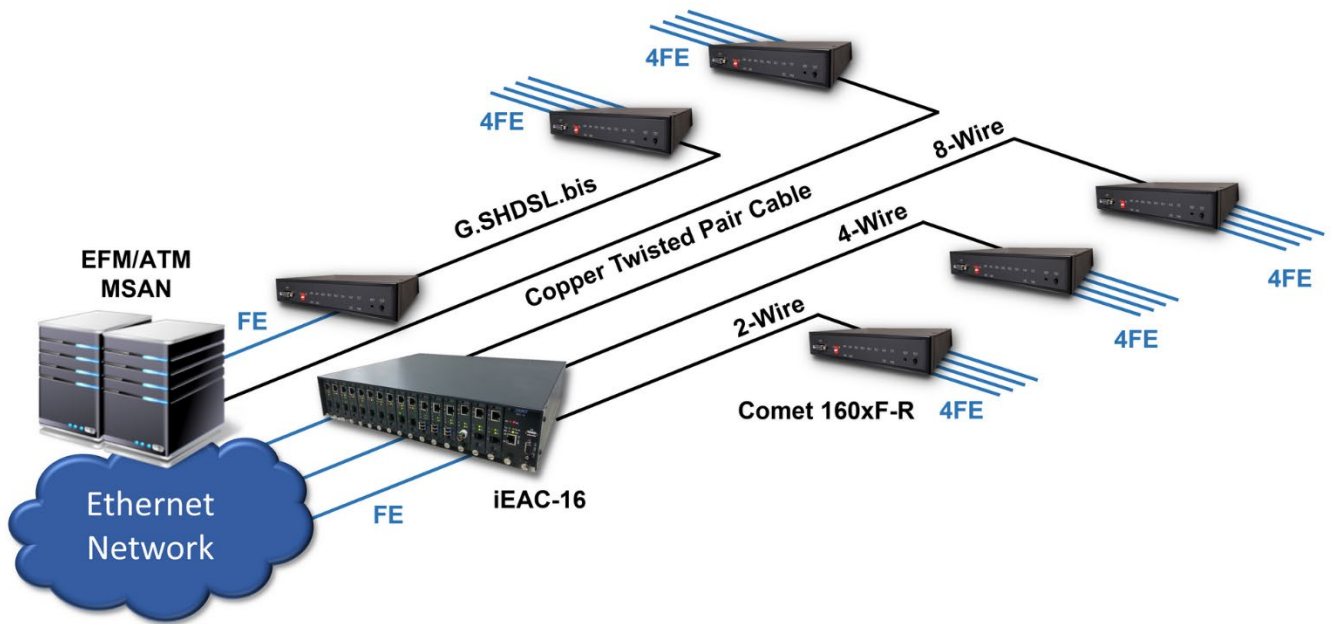 4FE
4FE
8-Wire
G.SHDSL.bis
Copper Twisted Pair Cable
4-Wire
EFM/ATM
MSAN
4FE
FE
2-Wire
4FE
Comet 160xF-R
4FE
iEAC-16
Ethernet
Network
FE